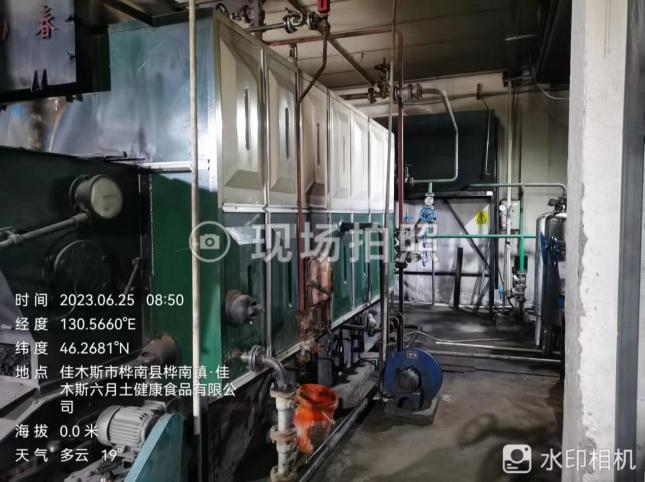 春
现场拍照
时间 2023.06.25 08:50
经度 130.5660°E
纬度 46.2681°N
地点 佳木斯市桦南县桦南镇·佳
木斯六月土健康食品有限公
司
海拔 0.0米
天气 多云 19°
水印相机